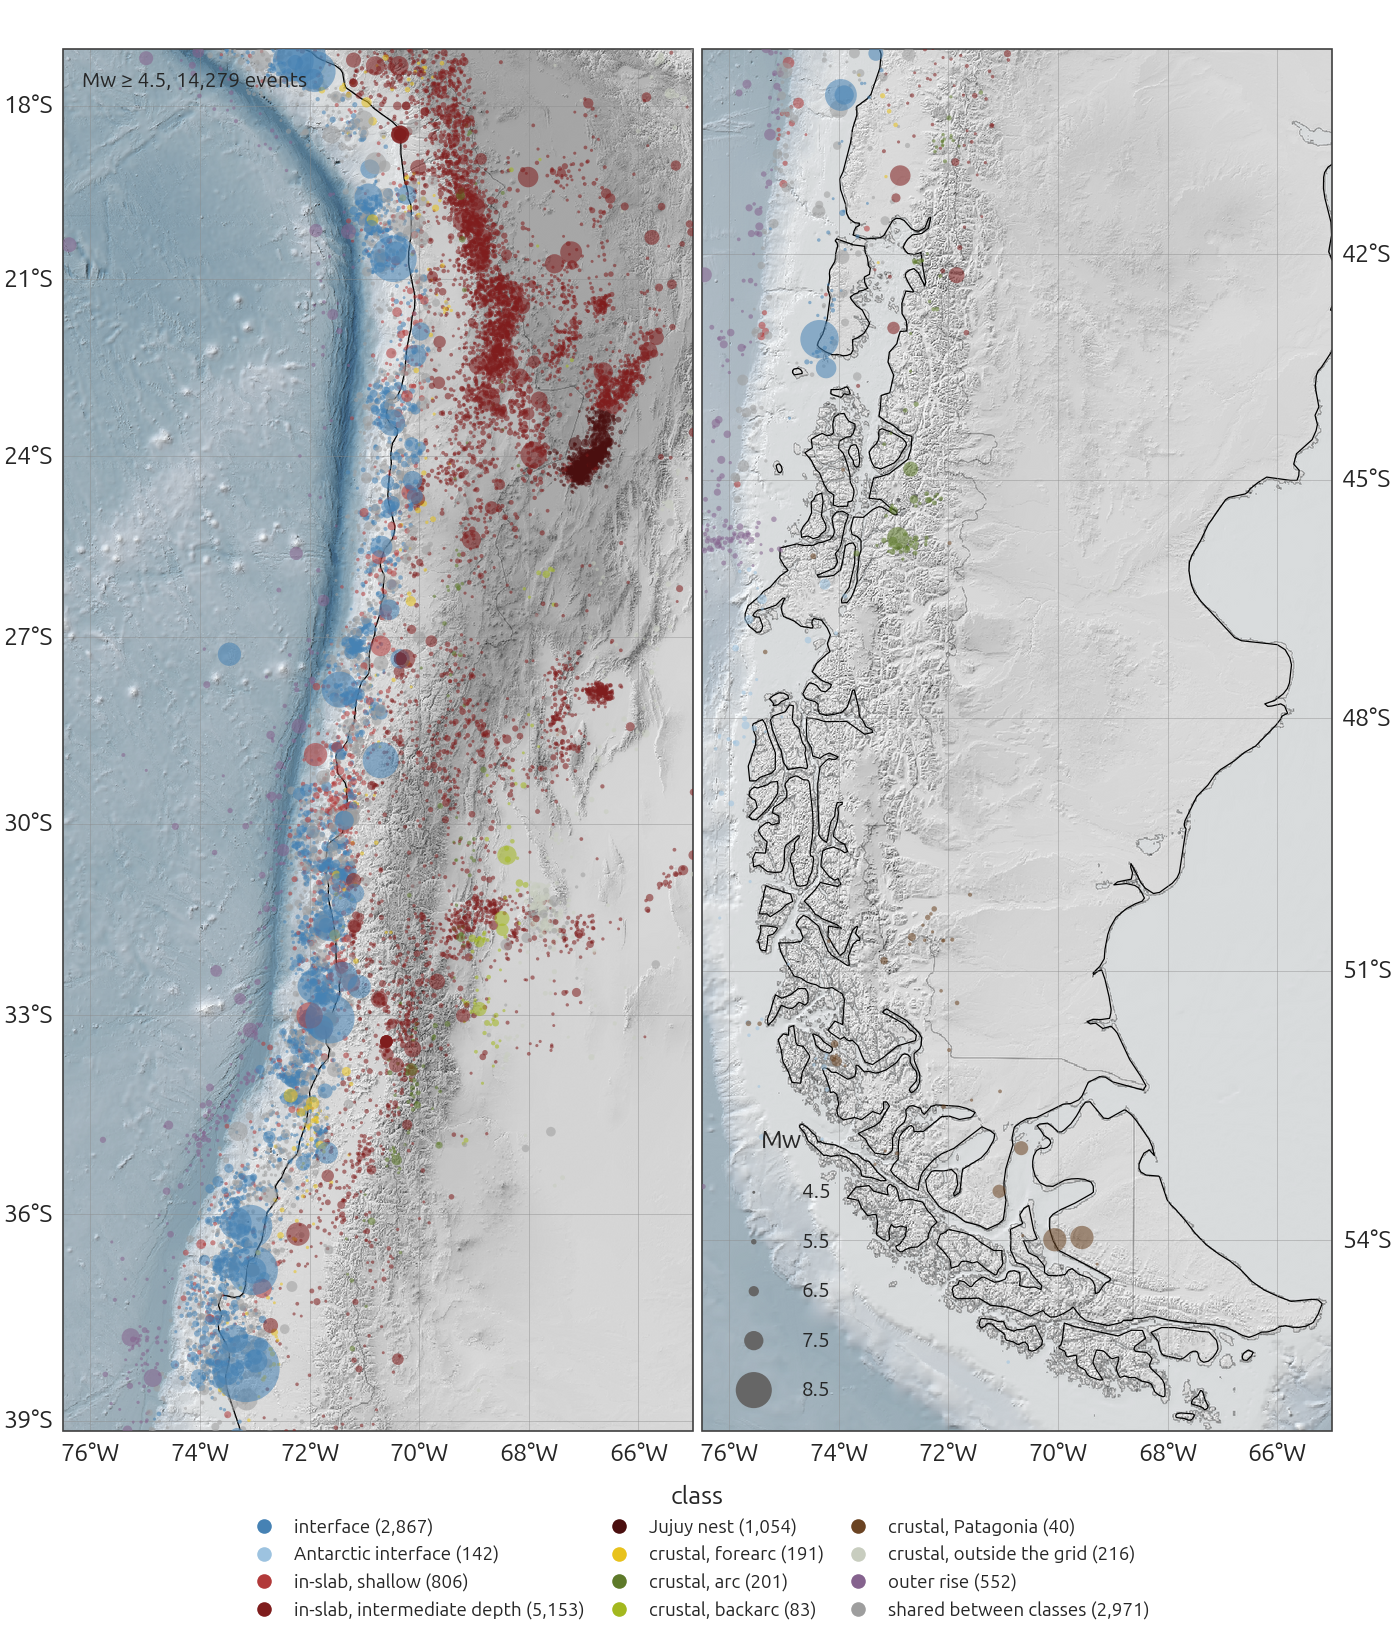 Mw ≥ 4.5, 14,279 events
18°S
21°S
24°S
27°S
30°S
33°S
36°S
39°S
42°S
45°S
48°S
51°S
54°S
Mw
4.5
5.5
6.5
7.5
8.5
76°W
74°W
72°W
70°W
68°W
66°W
76°W
74°W
72°W
70°W
68°W
66°W
class
interface (2,867)
Antarctic interface (142)
in-slab, shallow (806)
in-slab, intermediate depth (5,153)
Jujuy nest (1,054)
crustal, forearc (191)
crustal, arc (201)
crustal, backarc (83)
crustal, Patagonia (40)
crustal, outside the grid (216)
outer rise (552)
shared between classes (2,971)